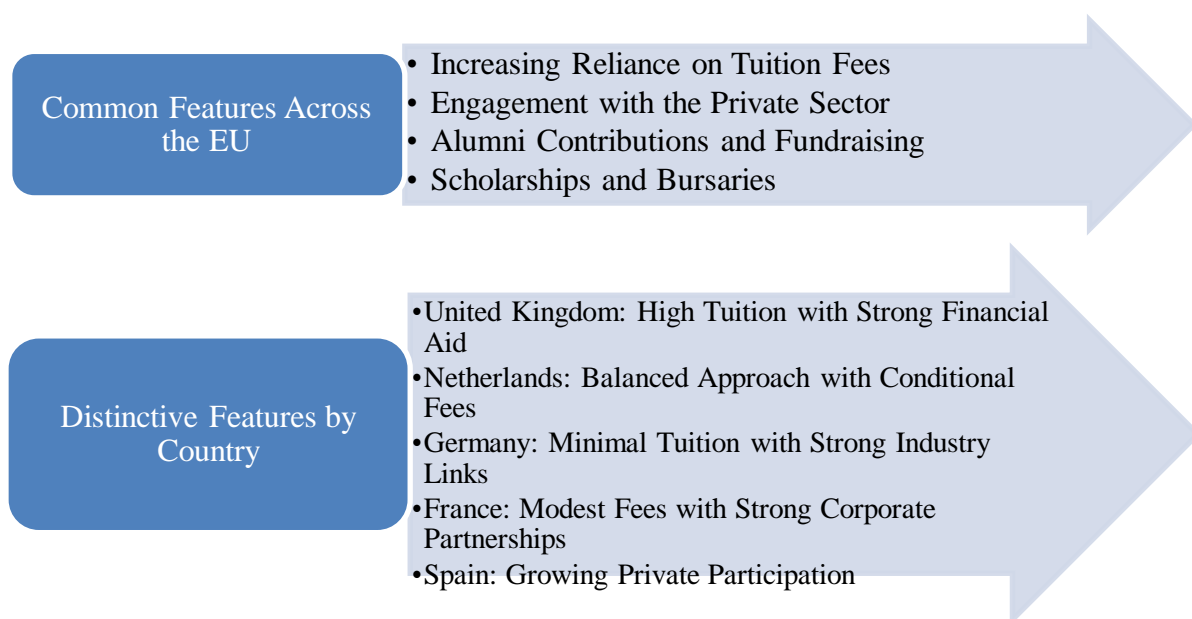 Common Features Across
the EU
• Increasing Reliance on Tuition Fees
• Engagement with the Private Sector
• Alumni Contributions and Fundraising
• Scholarships and Bursaries
Distinctive Features by
Country
•United Kingdom: High Tuition with Strong Financial
Aid
•Netherlands: Balanced Approach with Conditional
Fees
•Germany: Minimal Tuition with Strong Industry
Links
•France: Modest Fees with Strong Corporate
Partnerships
•Spain: Growing Private Participation